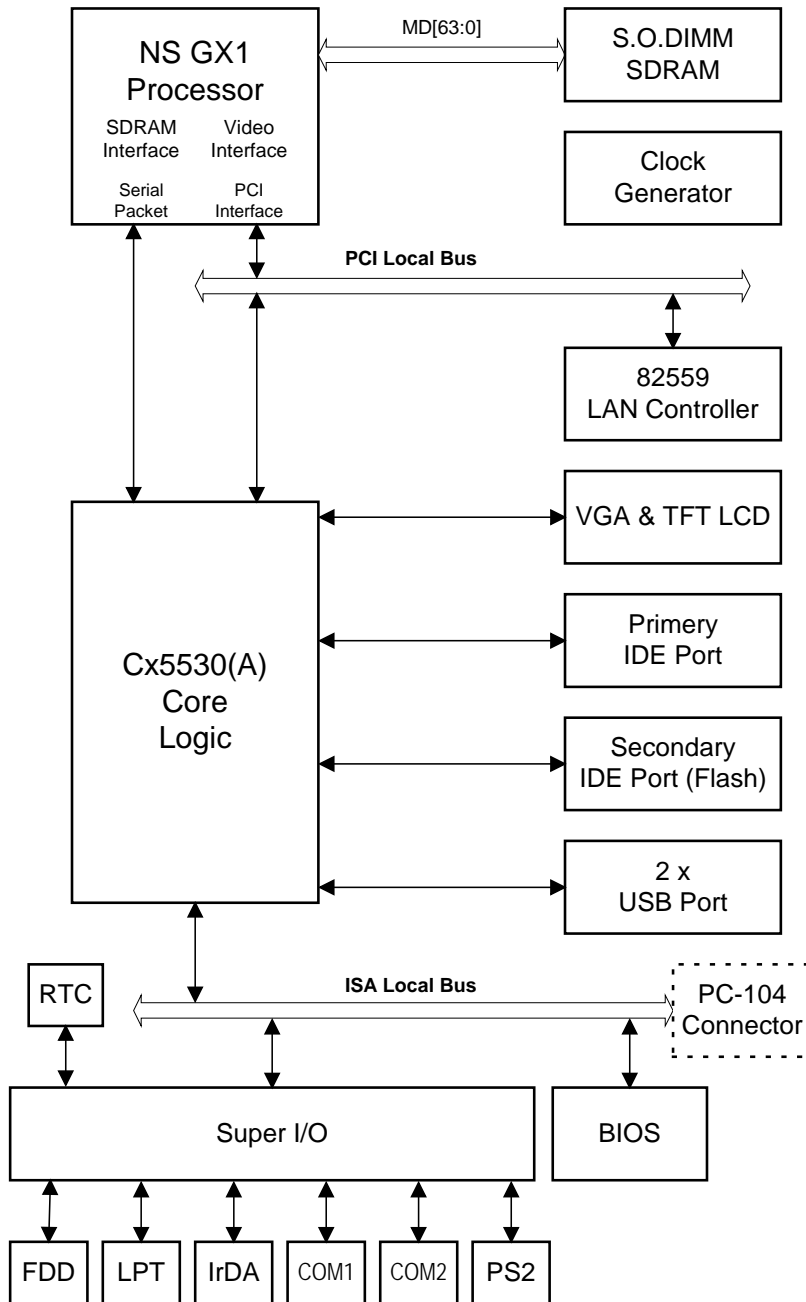 NS GX1
Processor
SDRAM
Interface
Video
Interface
Serial
Packet
PCI
Interface
MD[63:0]
S.O.DIMM
SDRAM
Clock
Generator
PCI Local Bus
82559
LAN Controller
VGA & TFT LCD
Cx5530(A)
Core
Logic
Primery
IDE Port
Secondary
IDE Port (Flash)
2 x
USB Port
RTC
ISA Local Bus
PC-104
Connector
Super I/O
BIOS
FDD
LPT
IrDA
COM1
COM2
PS2